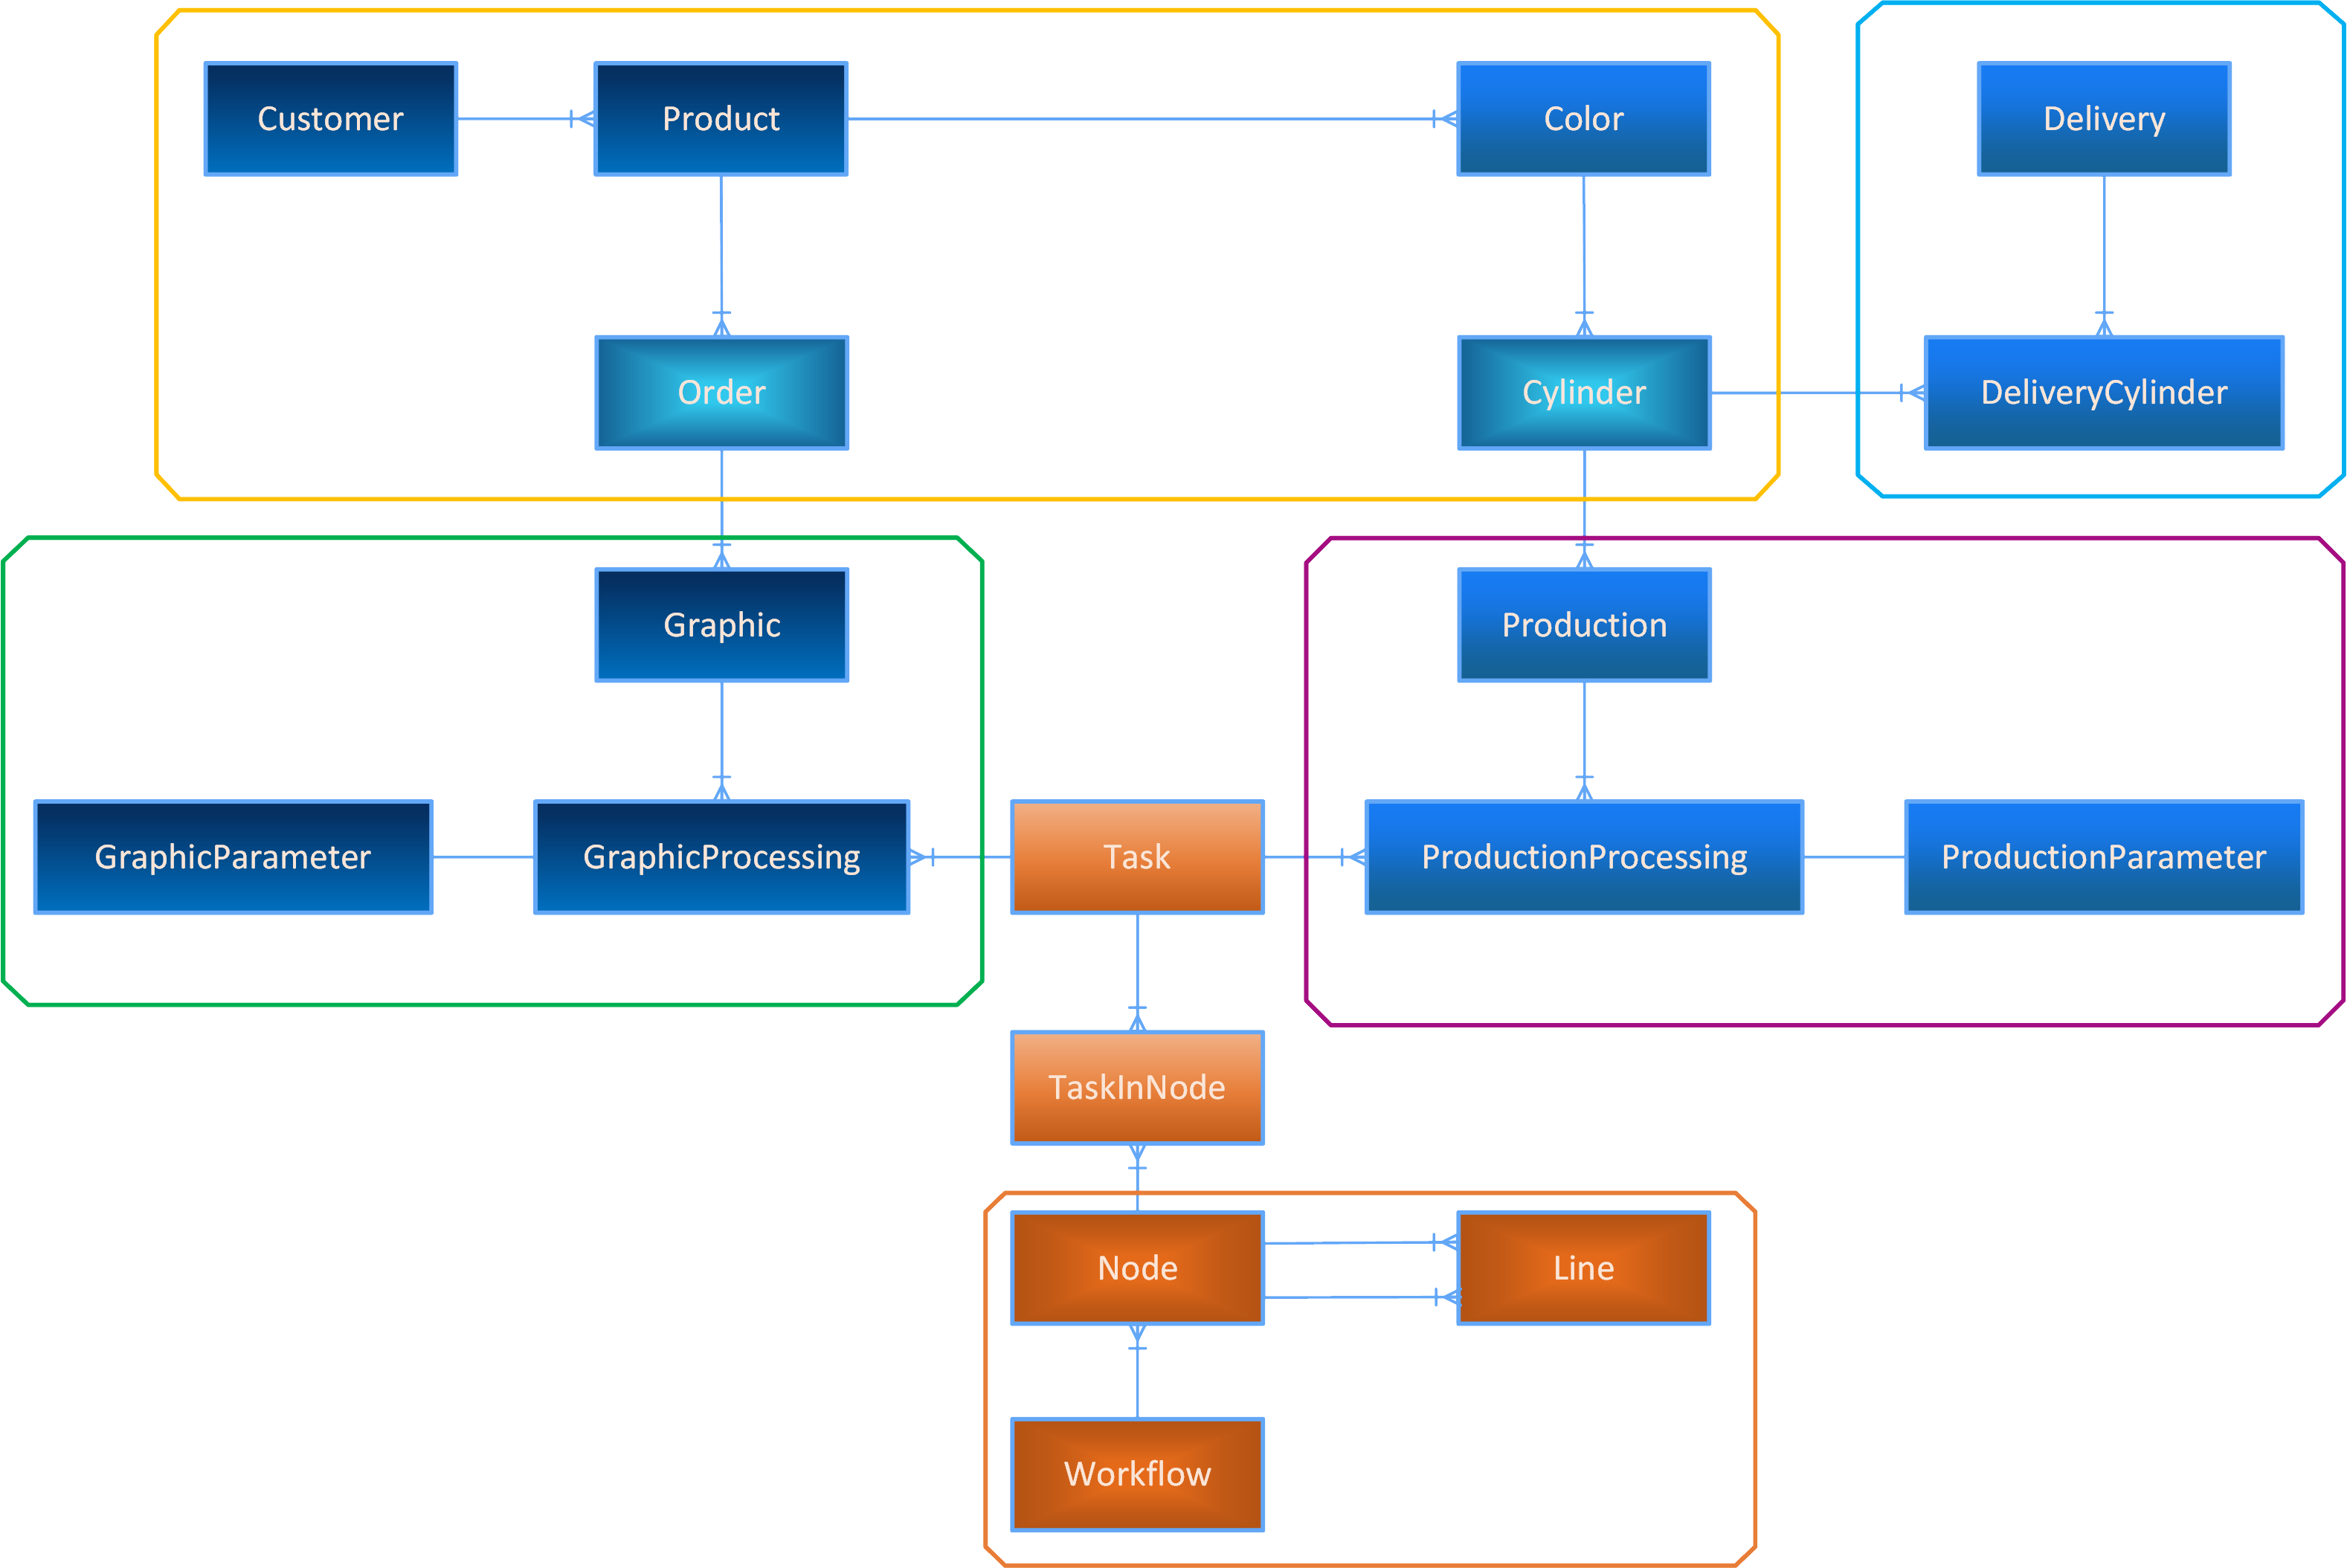 Customer
Product
Color
Delivery
Order
Cylinder
DeliveryCylinder
Graphic
Production
GraphicParameter
GraphicProcessing
Task
ProductionProcessing
ProductionParameter
TaskInNode
Node
Line
Workflow